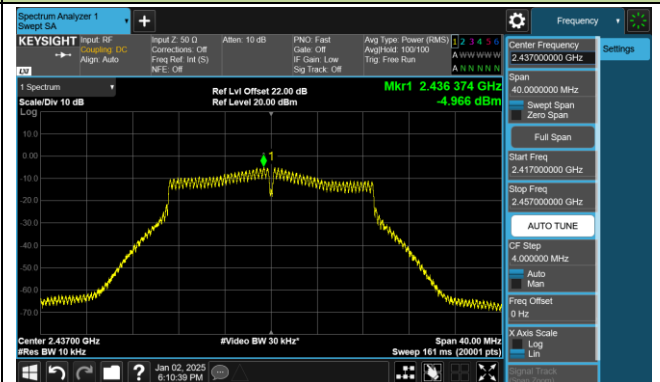 Spectrum Analyzer 1
Swept SA
+
Frequency
KEYSIGHT
Input: RF
Coupling: DC
Align: Auto
Input Z: 50 Ω
Corrections: Off
Freq Ref: Int (S)
NFE: Off
Atten: 10 dB
PNO: Fast
Gate: Off
IF Gain: Low
Sig Track: Off
Avg Type: Power (RMS)
Avg|Hold: 100/100
Trig: Free Run
1 2 3 4 5 6
A W W W W W
A N N N N N
Center Frequency
2.437000000 GHz
Settings
Span
40.0000000 MHz
Swept Span
Zero Span
Full Span
Start Freq
2.417000000 GHz
Stop Freq
2.457000000 GHz
AUTO TUNE
CF Step
4.000000 MHz
Auto
Man
Freq Offset
0 Hz
X Axis Scale
Log
Lin
Signal Track
1 Spectrum
Scale/Div 10 dB
Log
Ref Lvl Offset 22.00 dB
Ref Level 20.00 dBm
Mkr1 2.436 374 GHz
-4.966 dBm
10.0
0.00
-10.0
-20.0
-30.0
-40.0
-50.0
-60.0
-70.0
1
Center 2.43700 GHz
#Res BW 10 kHz
#Video BW 30 kHz*
Span 40.00 MHz
Sweep 161 ms (20001 pts)
?
Jan 02, 2025
6:10:39 PM